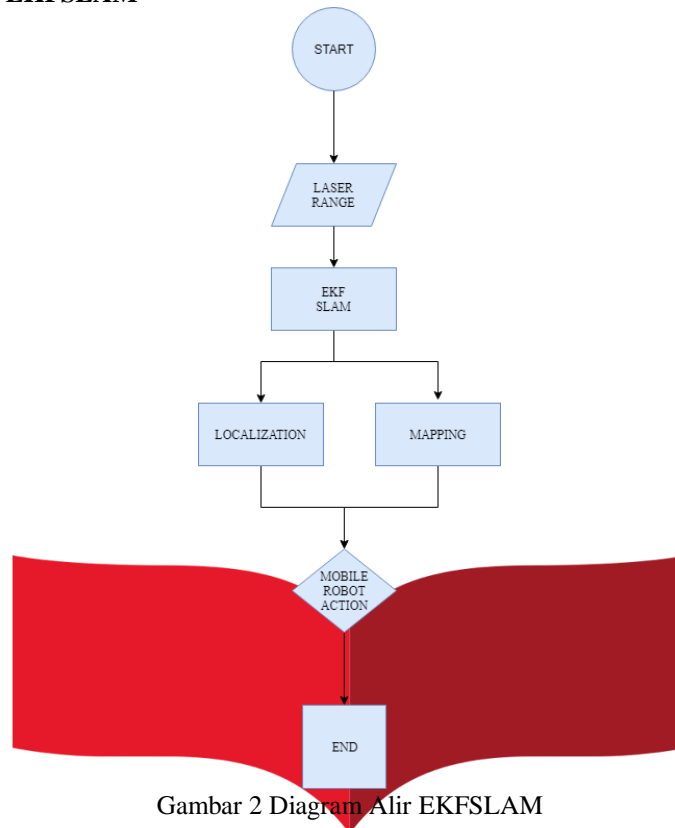 EKFSLAM
START
LASER
RANGE
EKF
SLAM
LOCALIZATION
MAPPING
MOBILE
ROBOT
ACTION
END
Gambar 2 Diagram Alir EKFSLAM